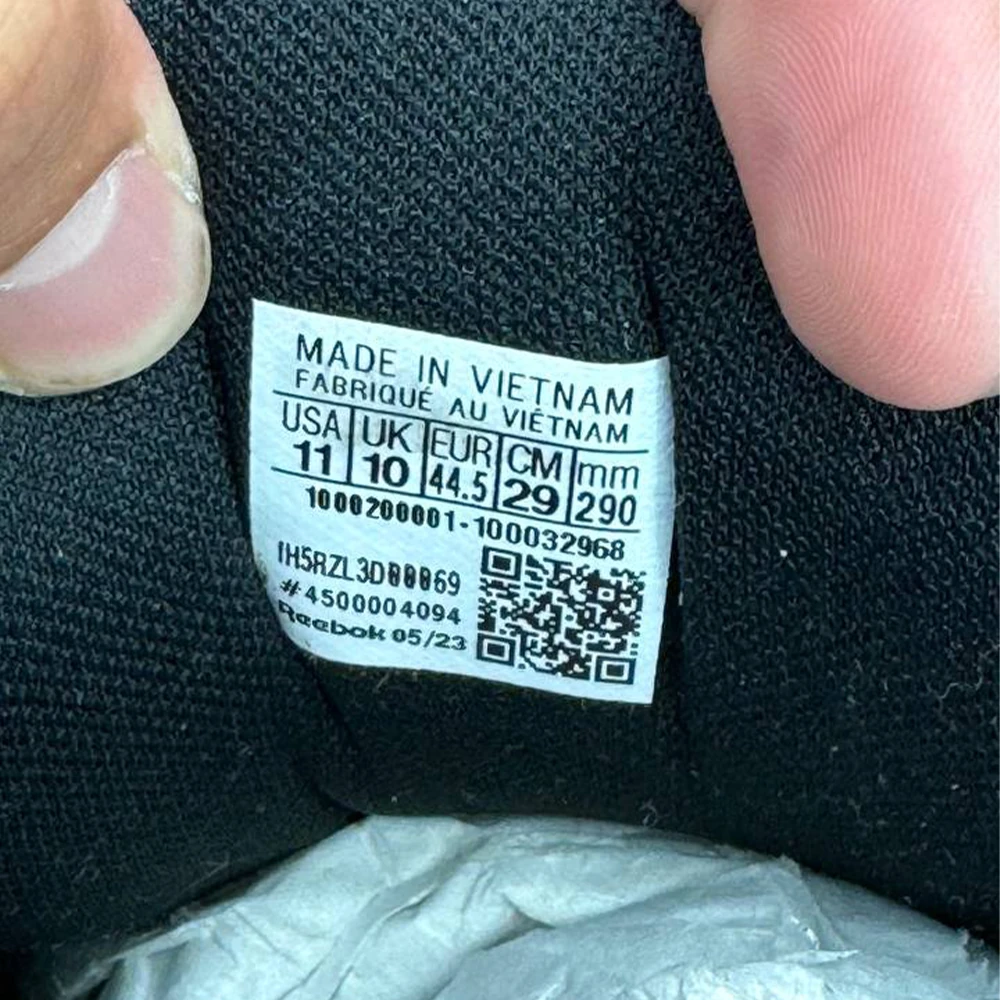 MADE IN VIETNAM
FABRIQUÉ AU VIÊTNAM
USA UK EUR CM mm
11 10 44.5 29 290
1000200001-100032968
1H5RZL3D00069
#4500004094
Reebok 05/23